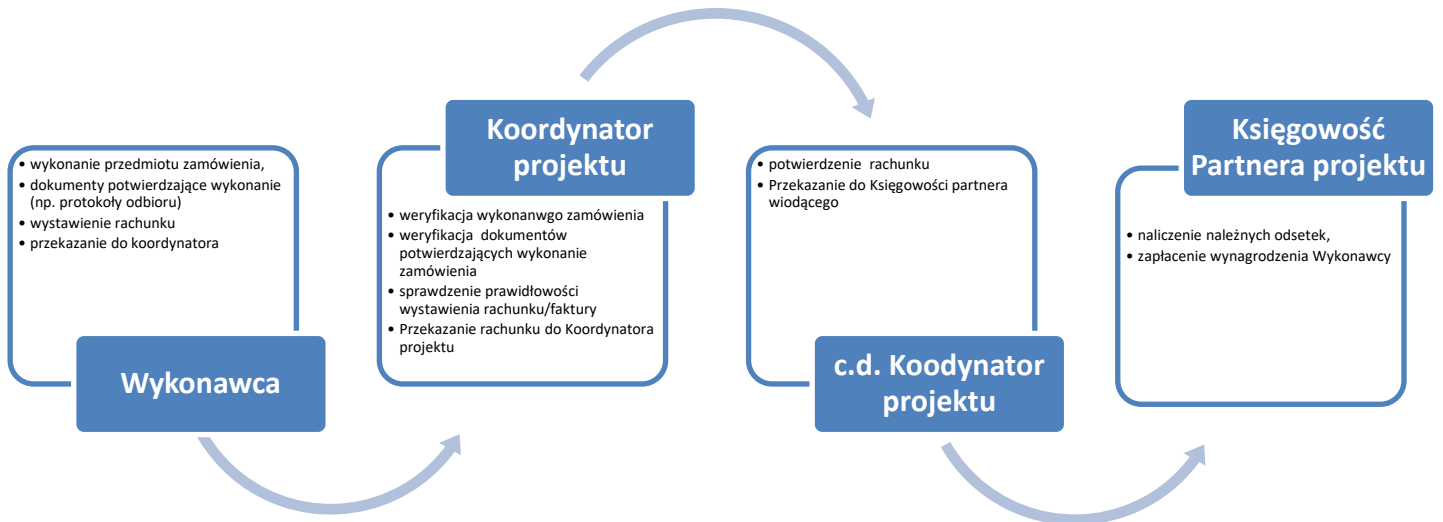 • wykonanie przedmiotu zamówienia,
• dokumenty potwierdzające wykonanie
(np. protokoły odbioru)
• wystawienie rachunku
• przekazanie do koordynatora
Wykonawca
Koordynator
projektu
• weryfikacja wykonanwgo zamówienia
• weryfikacja dokumentów
potwierdzających wykonanie
zamówienia
• sprawdzenie prawidłowości
wystawienia rachunku/faktury
• Przekazanie rachunku do Koordynatora
projektu
• potwierdzenie rachunku
• Przekazanie do Księgowości partnera
wiodącego
c.d. Koodynator
projektu
Księgowość
Partnera projektu
• naliczenie należnych odsetek,
• zapłacenie wynagrodzenia Wykonawcy